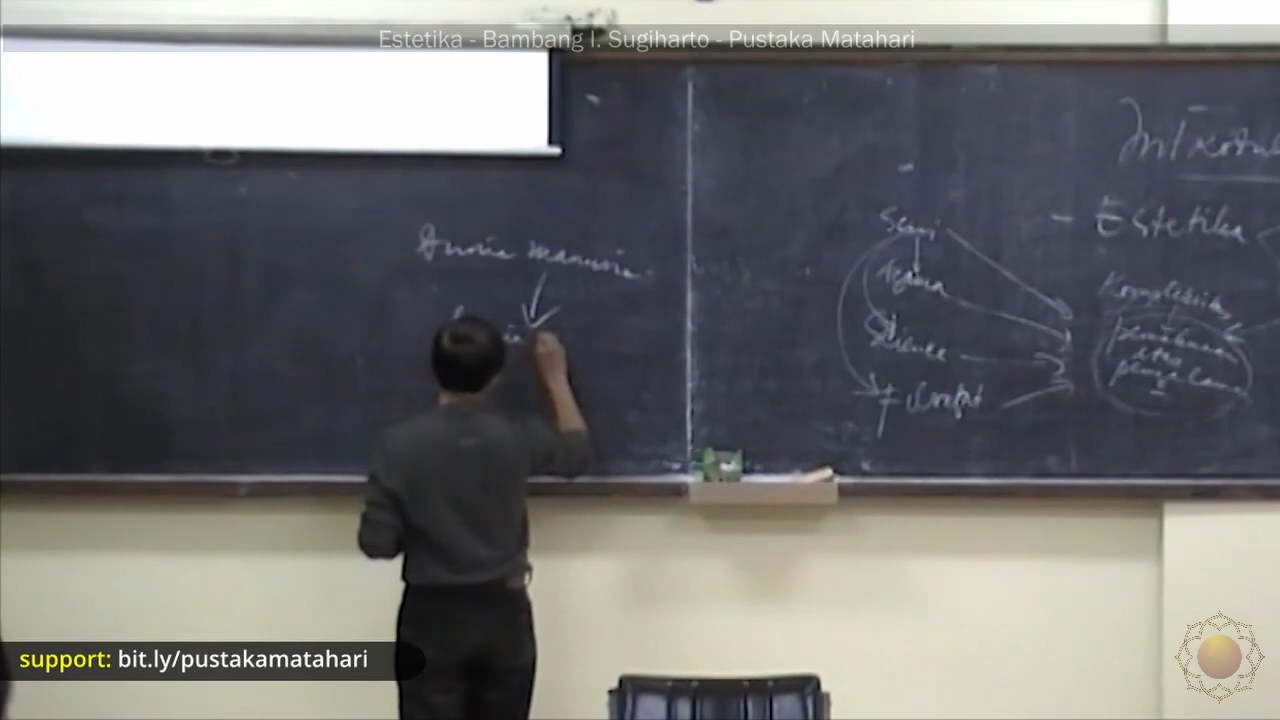 Estetika - Bambang I. Sugiharto - Pustaka Matahari
Dunia manusia
Seni
Agama
Science
Filsafat
- Estetika
Kompleksitas
pemaknaan
atas
pengalaman
support: bit.ly/pustakamatahari